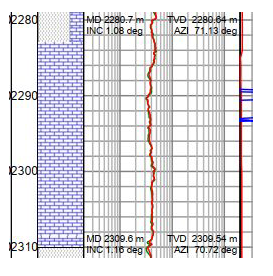 2280
MD 2280.7 m TVD 2280.64 m
INC 1.08 deg AZI 71.13 deg
2290
2300
2310
MD 2309.6 m TVD 2309.54 m
INC 1.16 deg AZI 70.72 deg